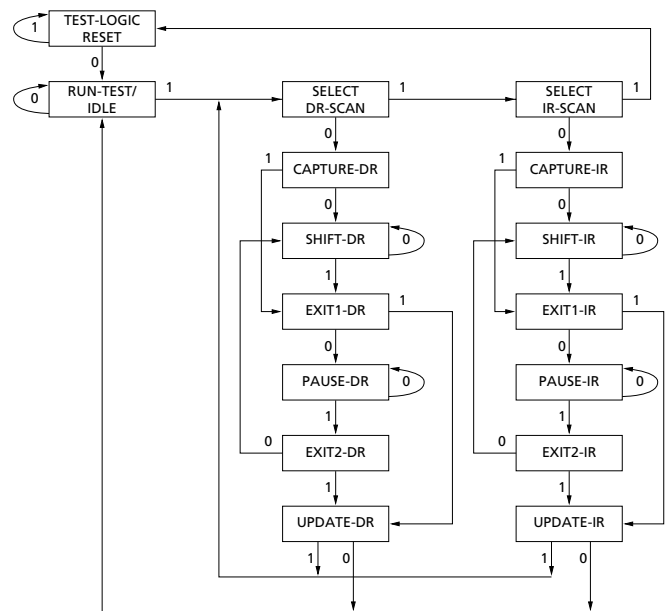 TEST-LOGIC
RESET
1
0
RUN-TEST/
IDLE
0
1
SELECT
DR-SCAN
1
SELECT
IR-SCAN
1
0
0
1
CAPTURE-DR
1
CAPTURE-IR
0
0
SHIFT-DR
0
SHIFT-IR
0
1
1
EXIT1-DR
1
EXIT1-IR
1
0
0
PAUSE-DR
0
PAUSE-IR
0
1
1
0
EXIT2-DR
0
EXIT2-IR
1
1
UPDATE-DR
UPDATE-IR
1
0
1
0